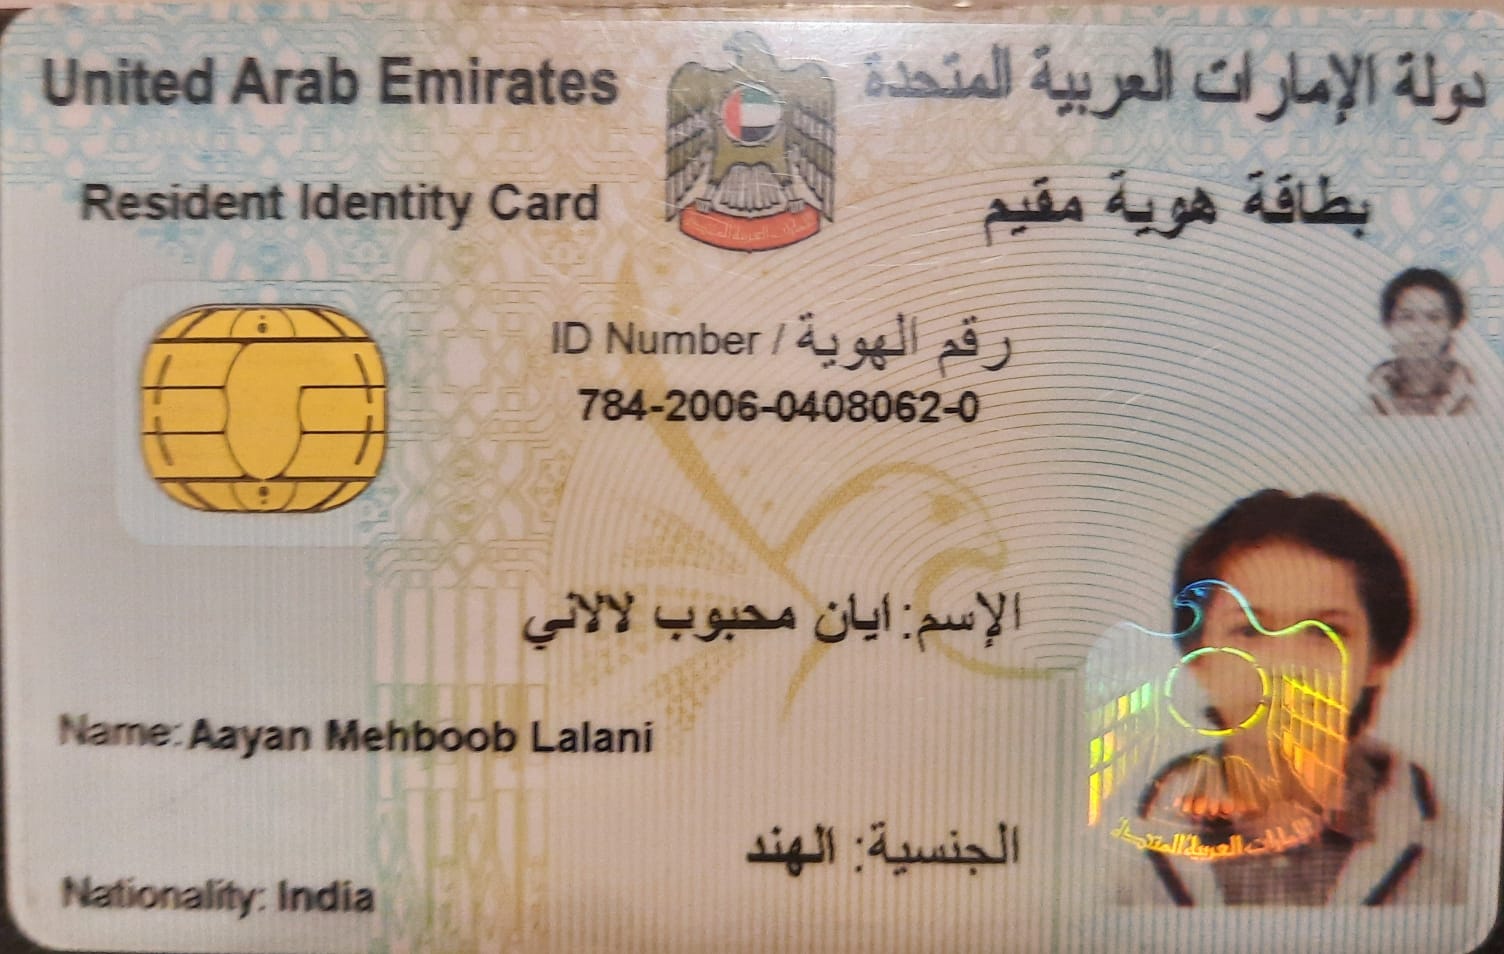 United Arab Emirates
دولة الإمارات العربية المتحدة
Resident Identity Card
بطاقة هوية مقيم
ID Number / رقم الهوية
784-2006-0408062-0
الإسم: ايان محبوب لالاني
Name: Aayan Mehboob Lalani
الجنسية: الهند
Nationality: India
الإمارات العربية المتحدة